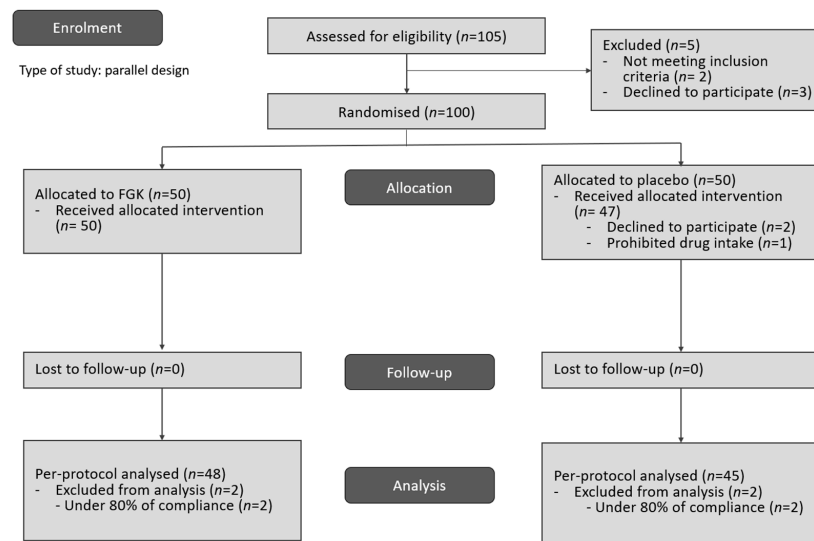 Enrolment
Type of study: parallel design
Assessed for eligibility (n=105)
Excluded (n=5)
- Not meeting inclusion
criteria (n= 2)
- Declined to participate (n=3)
Randomised (n=100)
Allocated to FGK (n=50)
- Received allocated intervention
(n= 50)
Allocation
Allocated to placebo (n=50)
- Received allocated intervention
(n= 47)
- Declined to participate (n=2)
- Prohibited drug intake (n=1)
Lost to follow-up (n=0)
Follow-up
Lost to follow-up (n=0)
Per-protocol analysed (n=48)
- Excluded from analysis (n=2)
- Under 80% of compliance (n=2)
Analysis
Per-protocol analysed (n=45)
- Excluded from analysis (n=2)
- Under 80% of compliance (n=2)